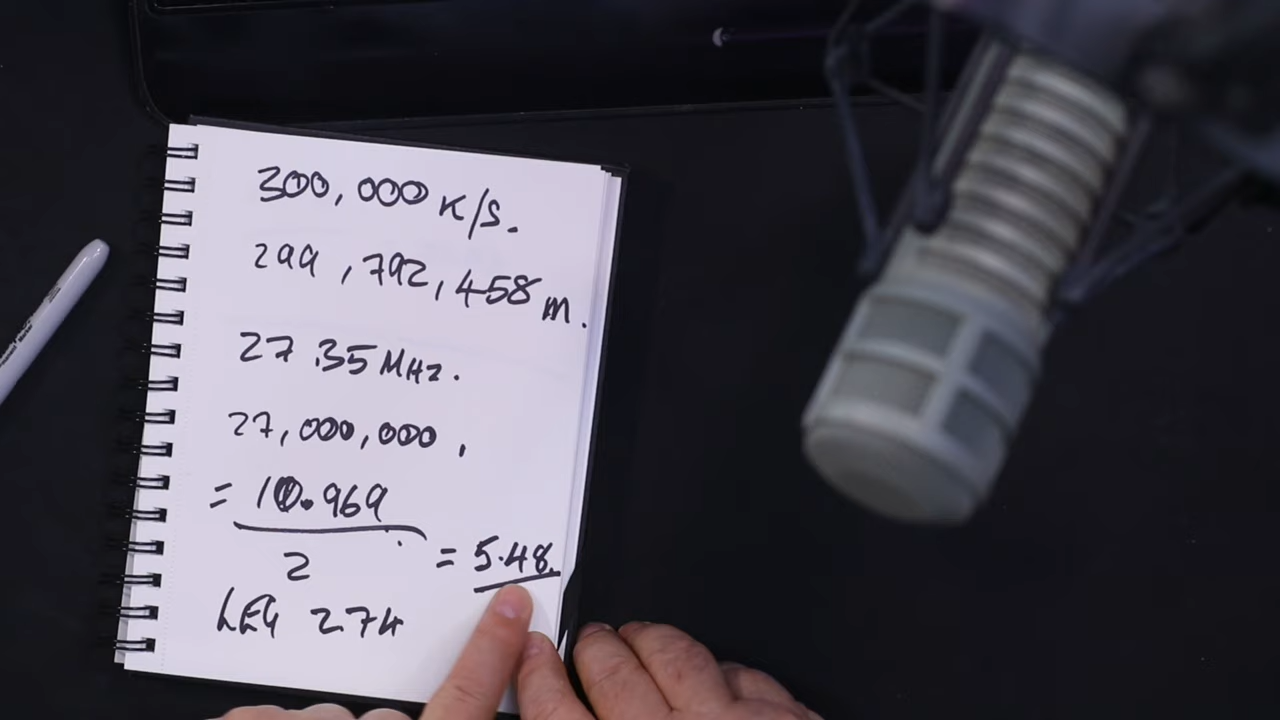 300,000 K/S.
299,792,458 m.
27.35 MHz.
27,000,000.
= 10.969
2
= 5.48.
LEG 274